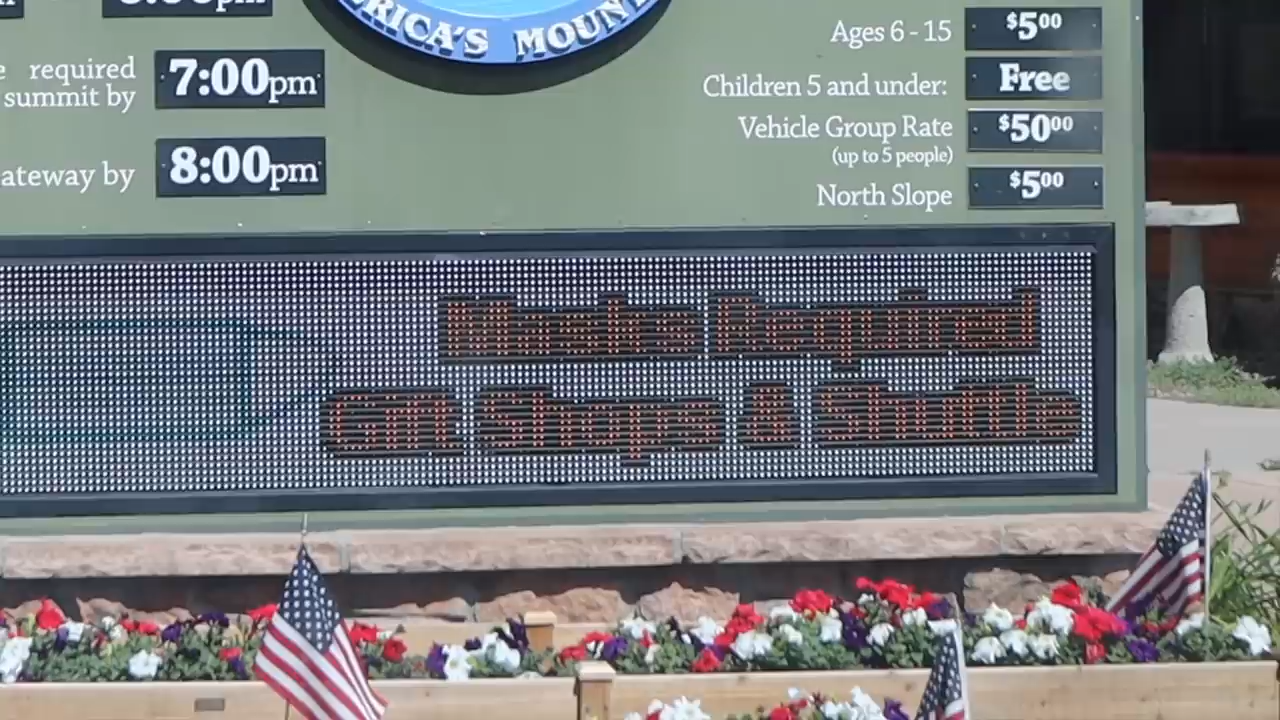 ERICA'S MOUN
required
summit by
7:00pm
ateway by
8:00pm
Ages 6 - 15 $5.00
Children 5 and under: Free
Vehicle Group Rate $50.00
(up to 5 people)
North Slope $5.00
Masks Required
Gift Shops & Shuttle